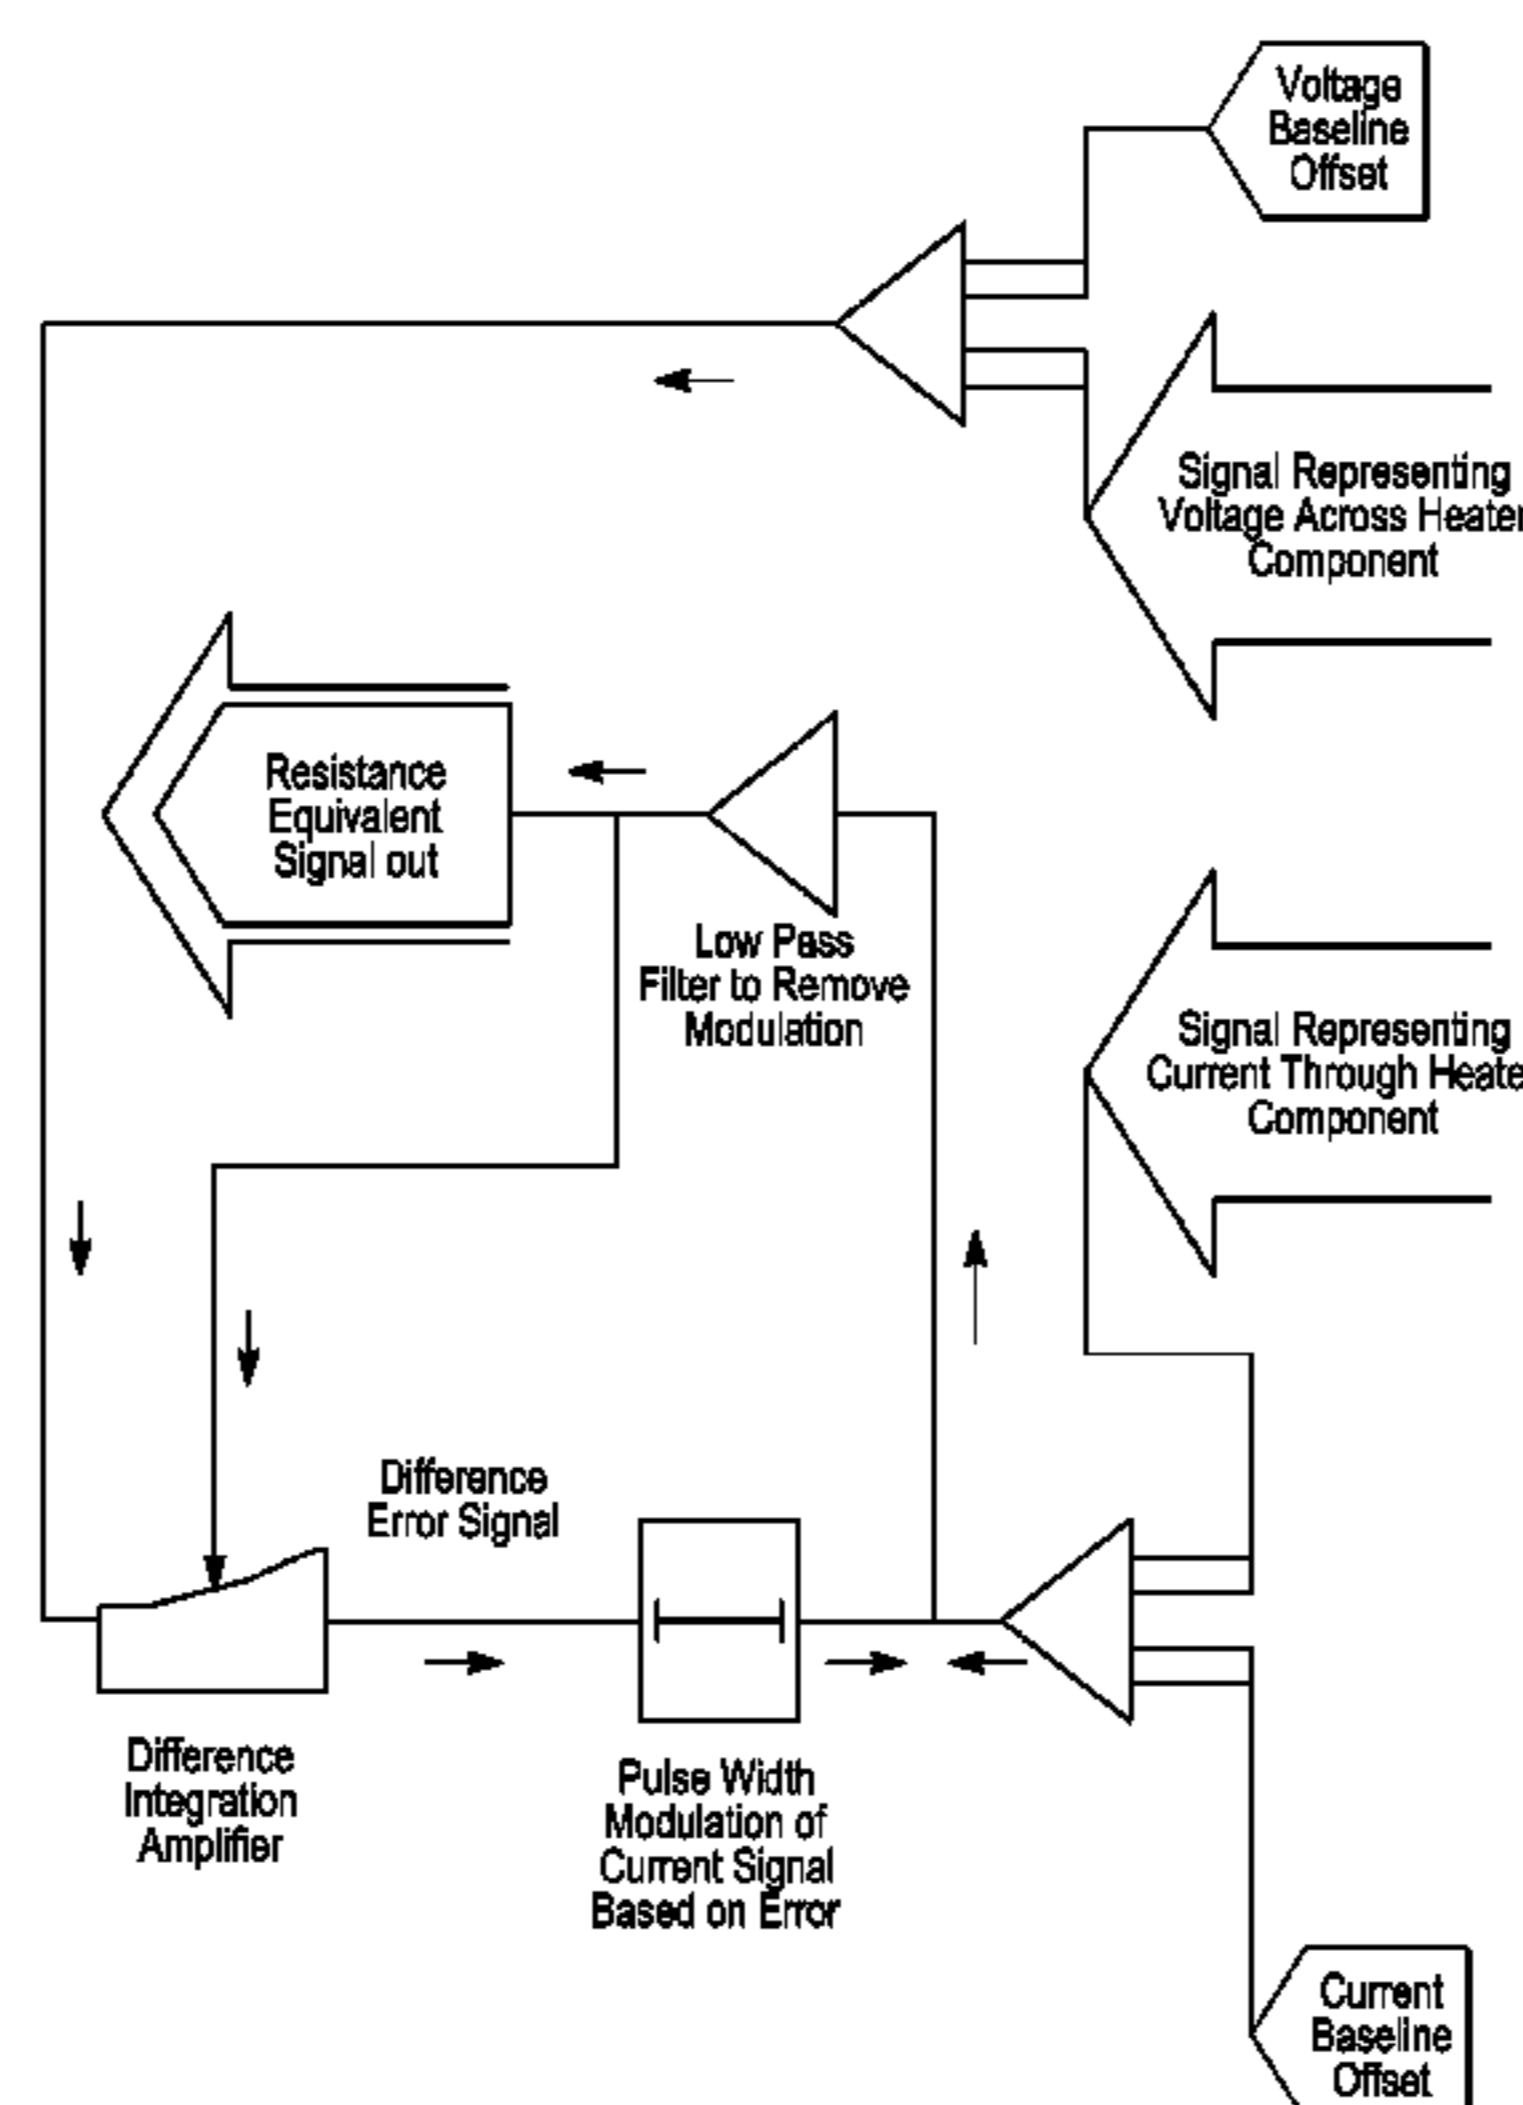 Voltage
Baseline
Offset
Signal Representing
Voltage Across Heater
Component
Resistance
Equivalent
Signal out
Low Pass
Filter to Remove
Modulation
Signal Representing
Current Through Heate
Component
Difference
Error Signal
Difference
Integration
Amplifier
Pulse Width
Modulation of
Current Signal
Based on Error
Current
Baseline
Offset